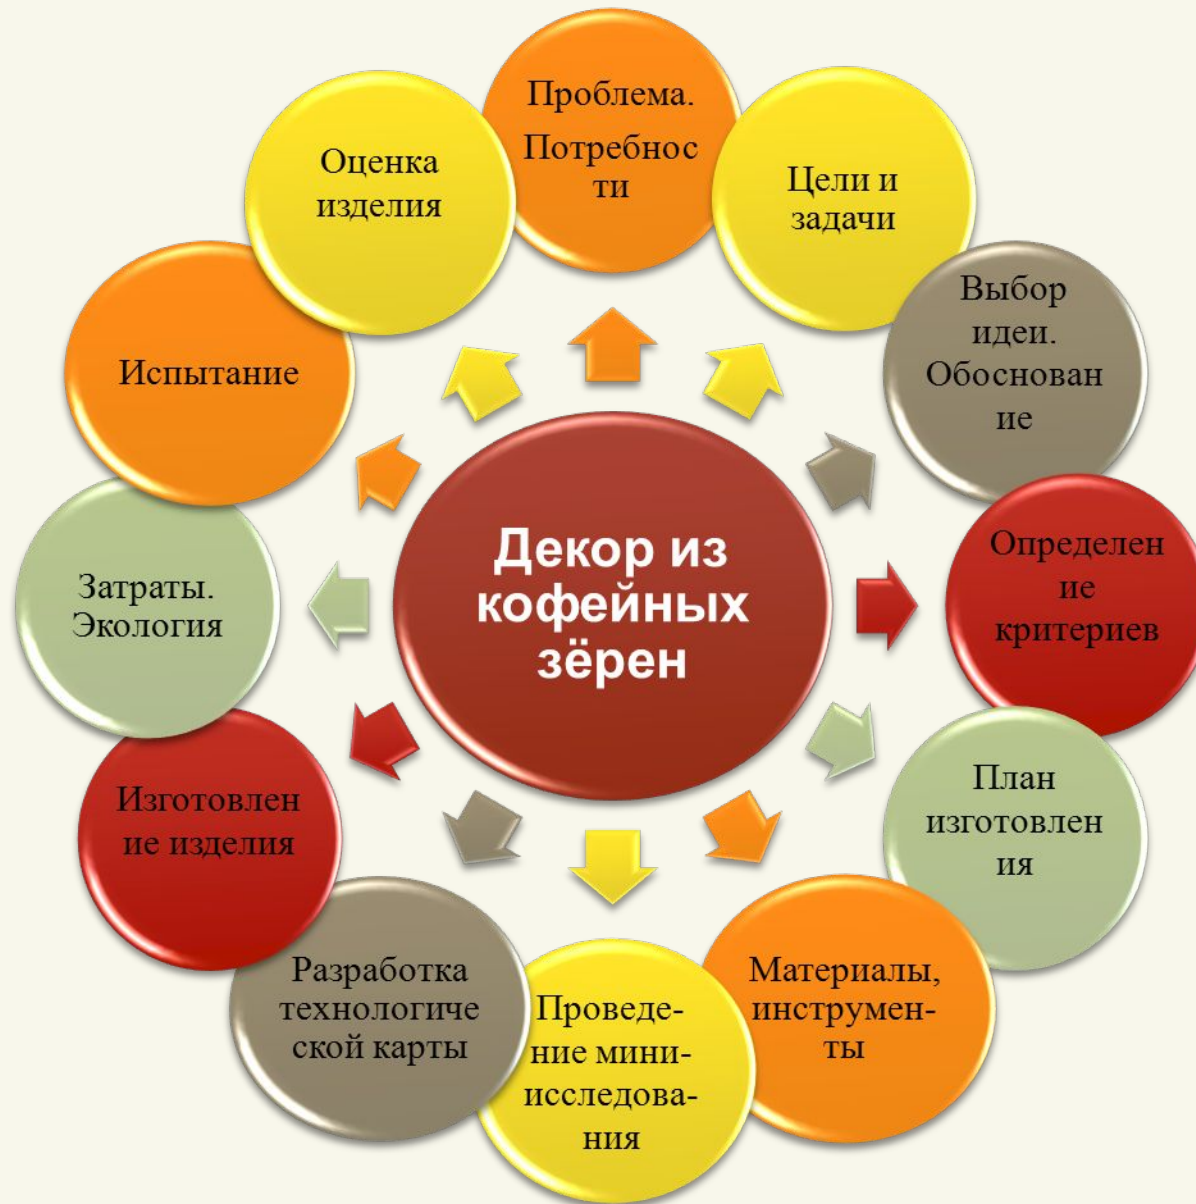 Проблема.
Потребнос
ти
Цели и
задачи
Выбор
идеи.
Обоснован
ие
Определен
ие
критериев
План
изготовлен
ия
Материалы,
инструмен-
ты
Проведе-
ние мини-
исследова-
ния
Разработка
технологиче
ской карты
Изготовлен
ие изделия
Затраты.
Экология
Испытание
Оценка
изделия
Декор из
кофейных
зёрен